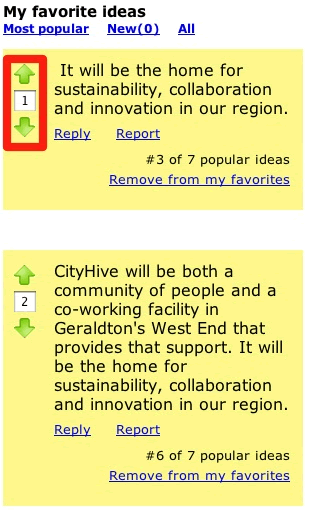 My favorite ideas
Most popular New(0) All
It will be the home for
sustainability, collaboration
and innovation in our region.
1
Reply Report
#3 of 7 popular ideas
Remove from my favorites
CityHive will be both a
community of people and a
co-working facility in
Geraldton's West End that
provides that support. It will
be the home for
sustainability, collaboration
and innovation in our region.
2
Reply Report
#6 of 7 popular ideas
Remove from my favorites